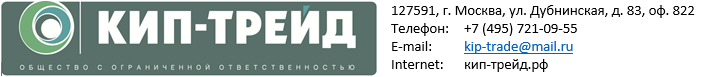 КИП-ТРЕЙД
ОБЩЕСТВО С ОГРАНИЧЕННОЙ ОТВЕТСТВЕННОСТЬЮ
127591, г. Москва, ул. Дубнинская, д. 83, оф. 822
Телефон: +7 (495) 721-09-55
E-mail: kip-trade@mail.ru
Internet: кип-трейд.рф